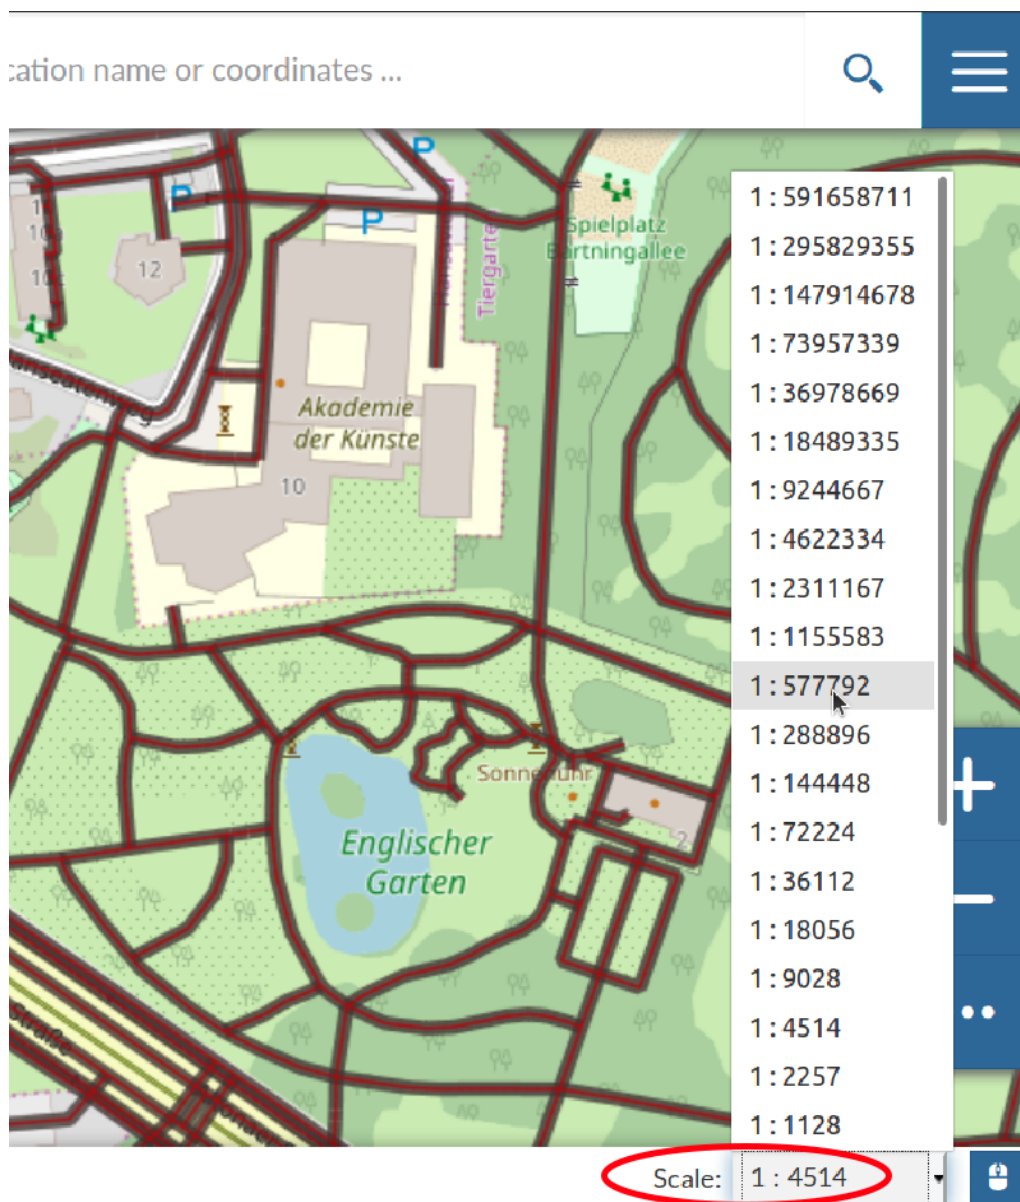 cation name or coordinates ...
P
P
P
12
10
Spielplatz
Bartningallee
Tiergarte
Akademie
der Künste
10
Sonnenuhr
2
Englischer
Garten
Straße
1 : 591658711
1 : 295829355
1 : 147914678
1 : 73957339
1 : 36978669
1 : 18489335
1 : 9244667
1 : 4622334
1 : 2311167
1 : 1155583
1 : 577792
1 : 288896
1 : 144448
1 : 72224
1 : 36112
1 : 18056
1 : 9028
1 : 4514
1 : 2257
1 : 1128
Scale: 1 : 4514